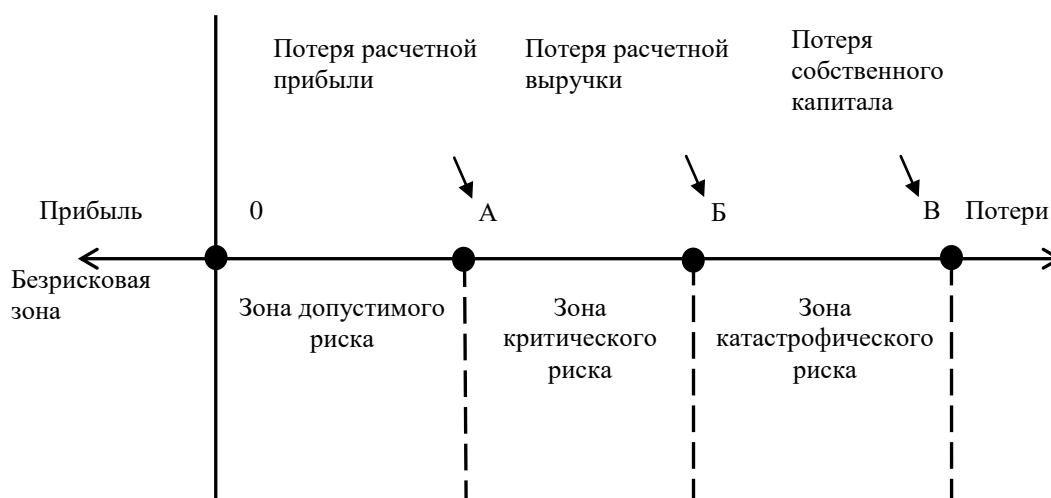 Потеря расчетной
прибыли
Потеря расчетной
выручки
Потеря
собственного
капитала
Прибыль
0
А
Б
В
Потери
Безрисковая
зона
Зона допустимого
риска
Зона
критического
риска
Зона
катастрофического
риска